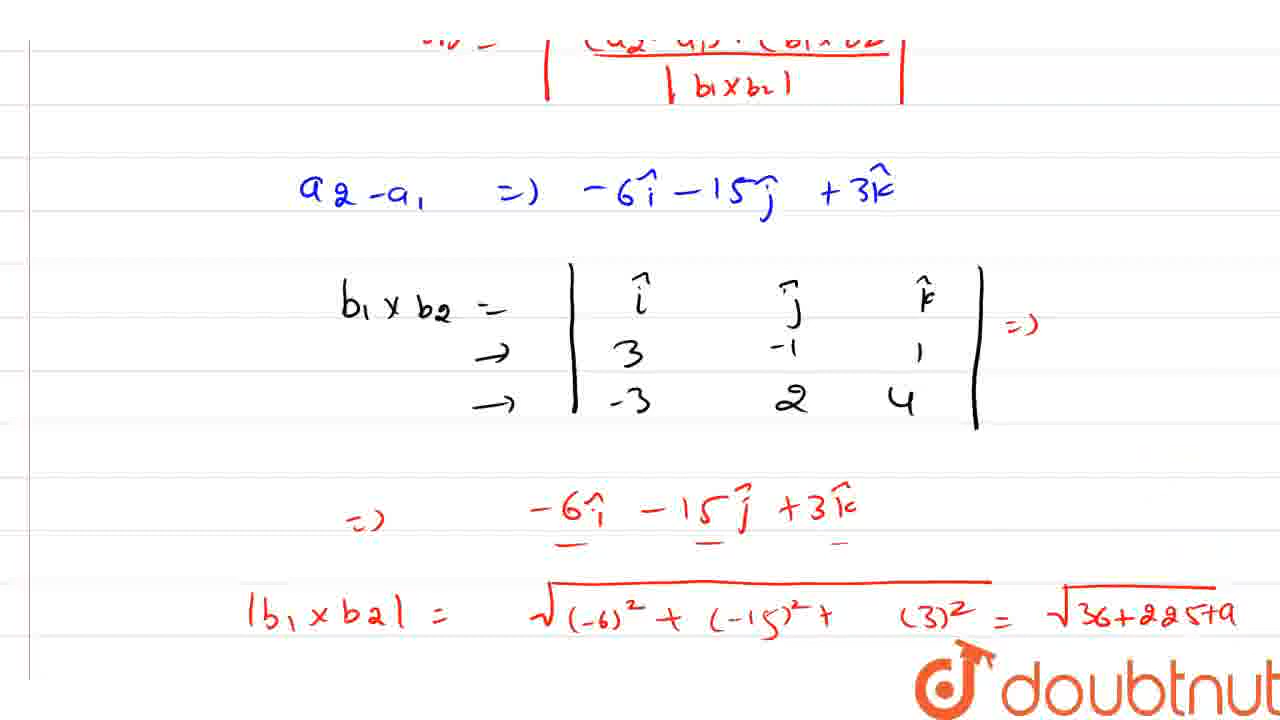 | b₁×b₂ |
a2-a₁ =) -6î - 15ĵ + 3k̂
b₁ × b2 = | î ĵ k̂ | =)
→ | 3 -1 1 |
→ | -3 2 4 |
=) -6î - 15ĵ + 3k̂
|b₁ × b2| = √(-6)² + (-15)² + (3)² = √36+225+9
doubtnut